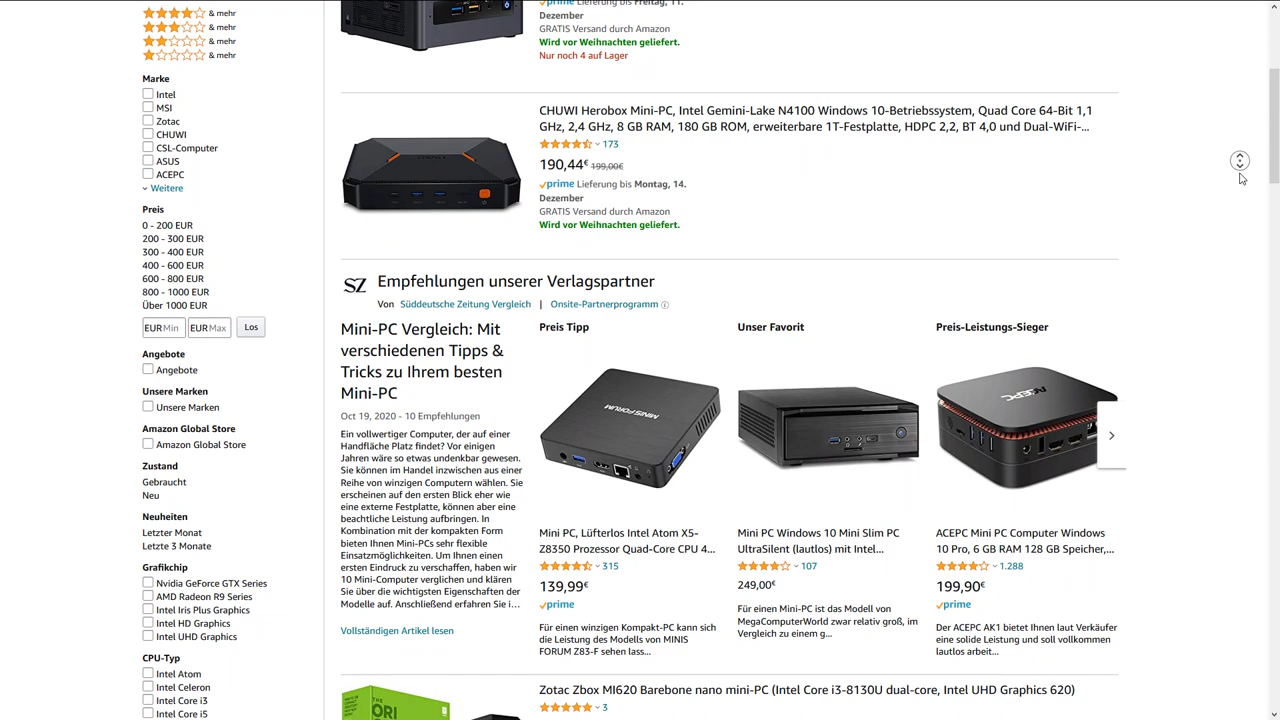 & mehr
& mehr
& mehr
& mehr
Marke
Intel
MSI
Zotac
CHUWI
CSL-Computer
ASUS
ACEPC
Weitere
Preis
0 - 200 EUR
200 - 300 EUR
300 - 400 EUR
400 - 600 EUR
600 - 800 EUR
800 - 1000 EUR
Über 1000 EUR
EUR Min EUR Max Los
Angebote
Angebote
Unsere Marken
Unsere Marken
Amazon Global Store
Amazon Global Store
Zustand
Gebraucht
Neu
Neuheiten
Letzter Monat
Letzte 3 Monate
Grafikchip
Nvidia GeForce GTX Series
AMD Radeon R9 Series
Intel Iris Plus Graphics
Intel HD Graphics
Intel UHD Graphics
CPU-Typ
Intel Atom
Intel Celeron
Intel Core i3
Intel Core i5
prime Lieferung bis Freitag, 11.
Dezember
GRATIS Versand durch Amazon
Wird vor Weihnachten geliefert.
Nur noch 4 auf Lager
CHUWI Herobox Mini-PC, Intel Gemini-Lake N4100 Windows 10-Betriebssystem, Quad Core 64-Bit 1,1
GHz, 2,4 GHz, 8 GB RAM, 180 GB ROM, erweiterbare 1T-Festplatte, HDPC 2,2, BT 4,0 und Dual-WiFi-...
173
190,44€ 199,00€
prime Lieferung bis Montag, 14.
Dezember
GRATIS Versand durch Amazon
Wird vor Weihnachten geliefert.
SZ Empfehlungen unserer Verlagspartner
Von Süddeutsche Zeitung Vergleich | Onsite-Partnerprogramm
Mini-PC Vergleich: Mit
verschiedenen Tipps &
Tricks zu Ihrem besten
Mini-PC
Oct 19, 2020 - 10 Empfehlungen
Ein vollwertiger Computer, der auf einer
Handfläche Platz findet? Vor einigen
Jahren wäre so etwas undenkbar gewesen.
Sie können im Handel inzwischen aus einer
Reihe von winzigen Computern wählen. Sie
erscheinen auf den ersten Blick eher wie
eine externe Festplatte, können aber eine
beachtliche Leistung aufbringen. In
Kombination mit der kompakten Form
bieten Ihnen Mini-PCs sehr flexible
Einsatzmöglichkeiten. Um Ihnen einen
ersten Eindruck zu verschaffen, haben wir
10 Mini-Computer verglichen und klären
Sie über die wichtigsten Eigenschaften der
Modelle auf. Anschließend erfahren Sie i...
Vollständigen Artikel lesen
Preis Tipp
MINISFORUM
Mini PC, Lüfterlos Intel Atom X5-
Z8350 Prozessor Quad-Core CPU 4...
315
139,99€
prime
Für einen winzigen Kompakt-PC kann sich
die Leistung des Modells von MINIS
FORUM Z83-F sehen lass...
Unser Favorit
Mini PC Windows 10 Mini Slim PC
UltraSilent (lautlos) mit Intel...
107
249,00€
Für einen Mini-PC ist das Modell von
MegaComputerWorld zwar relativ groß, im
Vergleich zu einem g...
Preis-Leistungs-Sieger
ACEPC
ACEPC Mini PC Computer Windows
10 Pro, 6 GB RAM 128 GB Speicher,...
1.288
199,90€
prime
Der ACEPC AK1 bietet Ihnen laut Verkäufer
eine solide Leistung und soll vollkommen
lautlos arbeit...
Zotac Zbox MI620 Barebone nano mini-PC (Intel Core i3-8130U dual-core, Intel UHD Graphics 620)
3
ORI